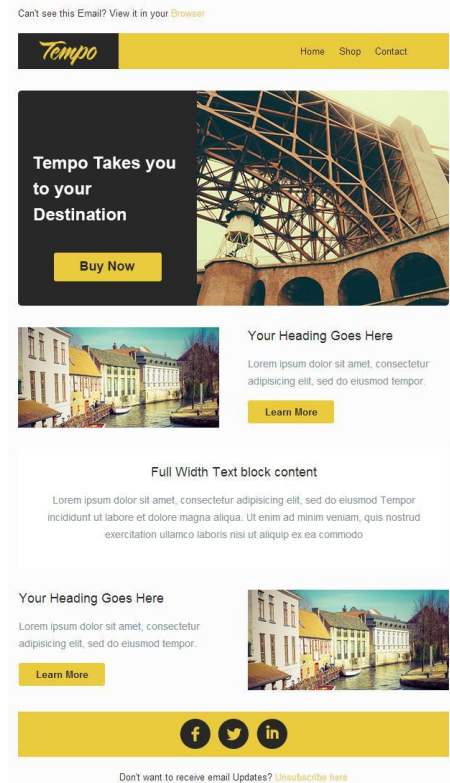 Can't see this Email? View it in your Browser
Tempo
Home Shop Contact
Tempo Takes you
to your
Destination
Buy Now
Your Heading Goes Here
Lorem ipsum dolor sit amet, consectetur
adipisicing elit, sed do eiusmod tempor.
Learn More
Full Width Text block content
Lorem ipsum dolor sit amet, consectetur adipisicing elit, sed do eiusmod Tempor
incididunt ut labore et dolore magna aliqua. Ut enim ad minim veniam, quis nostrud
exercitation ullamco laboris nisi ut aliquip ex ea commodo
Your Heading Goes Here
Lorem ipsum dolor sit amet, consectetur
adipisicing elit, sed do eiusmod tempor.
Learn More
f in
Don't want to receive email Updates? Unsubscribe here